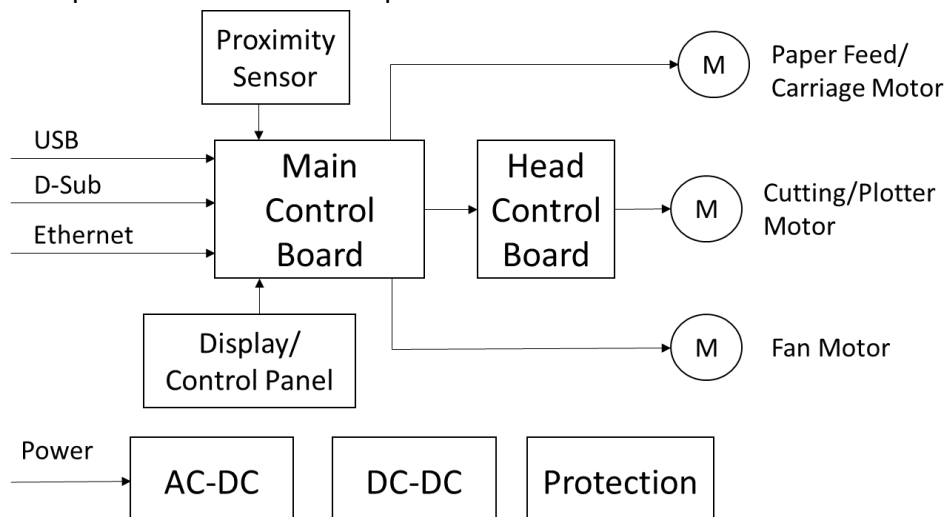 Proximity
Sensor
M
Paper Feed/
Carriage Motor
USB
D-Sub
Ethernet
Main
Control
Board
Head
Control
Board
M
Cutting/Plotter
Motor
Display/
Control Panel
M
Fan Motor
Power
AC-DC
DC-DC
Protection